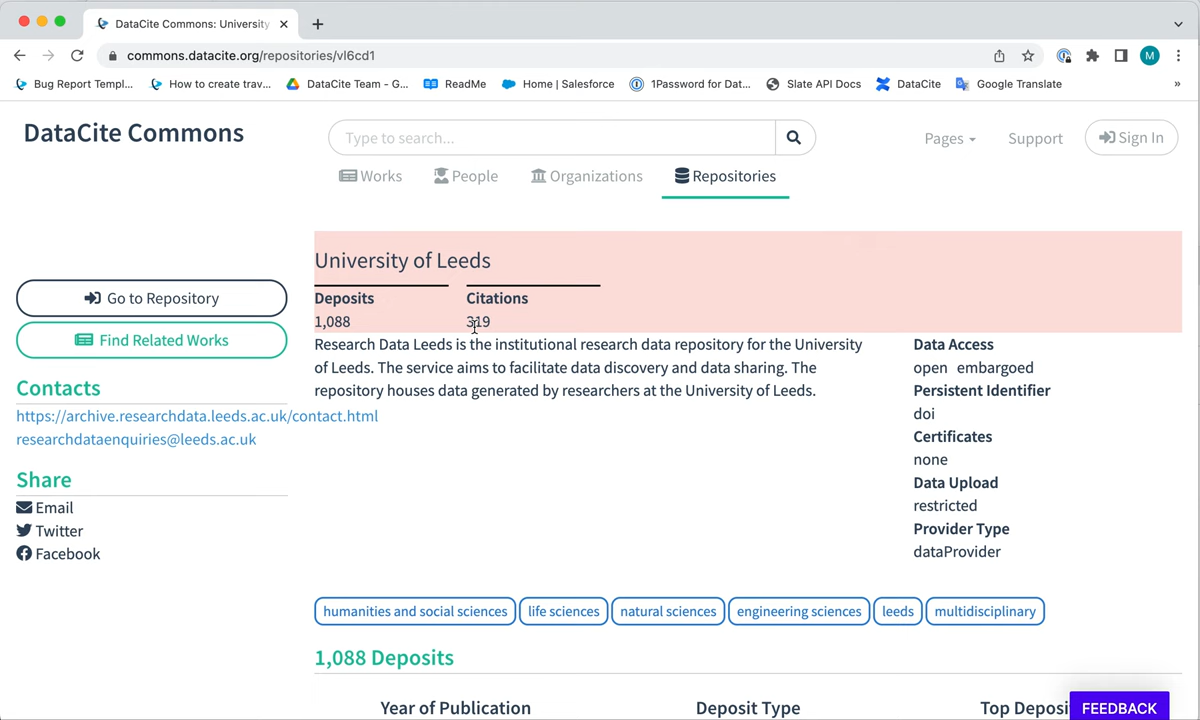 DataCite Commons: University
commons.datacite.org/repositories/vl6cd1
M
Bug Report Templ... How to create trav... DataCite Team - G... ReadMe Home | Salesforce 1Password for Dat... Slate API Docs DataCite Google Translate »
DataCite Commons
Type to search...
Pages Support Sign In
Works People Organizations Repositories
University of Leeds
Go to Repository
Find Related Works
Contacts
https://archive.researchdata.leeds.ac.uk/contact.html
researchdataenquiries@leeds.ac.uk
Share
Email
Twitter
Facebook
Deposits Citations
1,088 319
Research Data Leeds is the institutional research data repository for the University
of Leeds. The service aims to facilitate data discovery and data sharing. The
repository houses data generated by researchers at the University of Leeds.
Data Access
open embargoed
Persistent Identifier
doi
Certificates
none
Data Upload
restricted
Provider Type
dataProvider
humanities and social sciences life sciences natural sciences engineering sciences leeds multidisciplinary
1,088 Deposits
Year of Publication Deposit Type Top Deposi
FEEDBACK